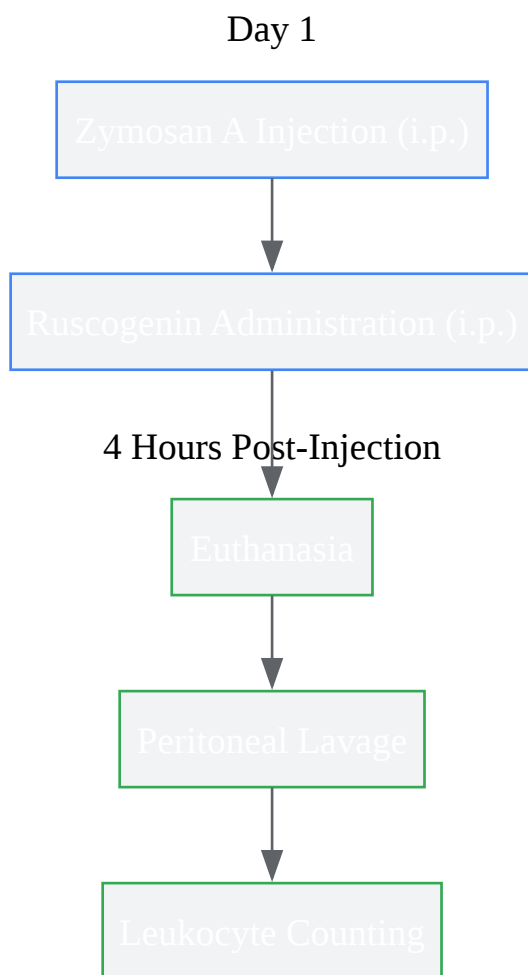 Day 1
Zymosan A Injection (i.p.)
Ruscogenin Administration (i.p.)
4 Hours Post-Injection
Euthanasia
Peritoneal Lavage
Leukocyte Counting